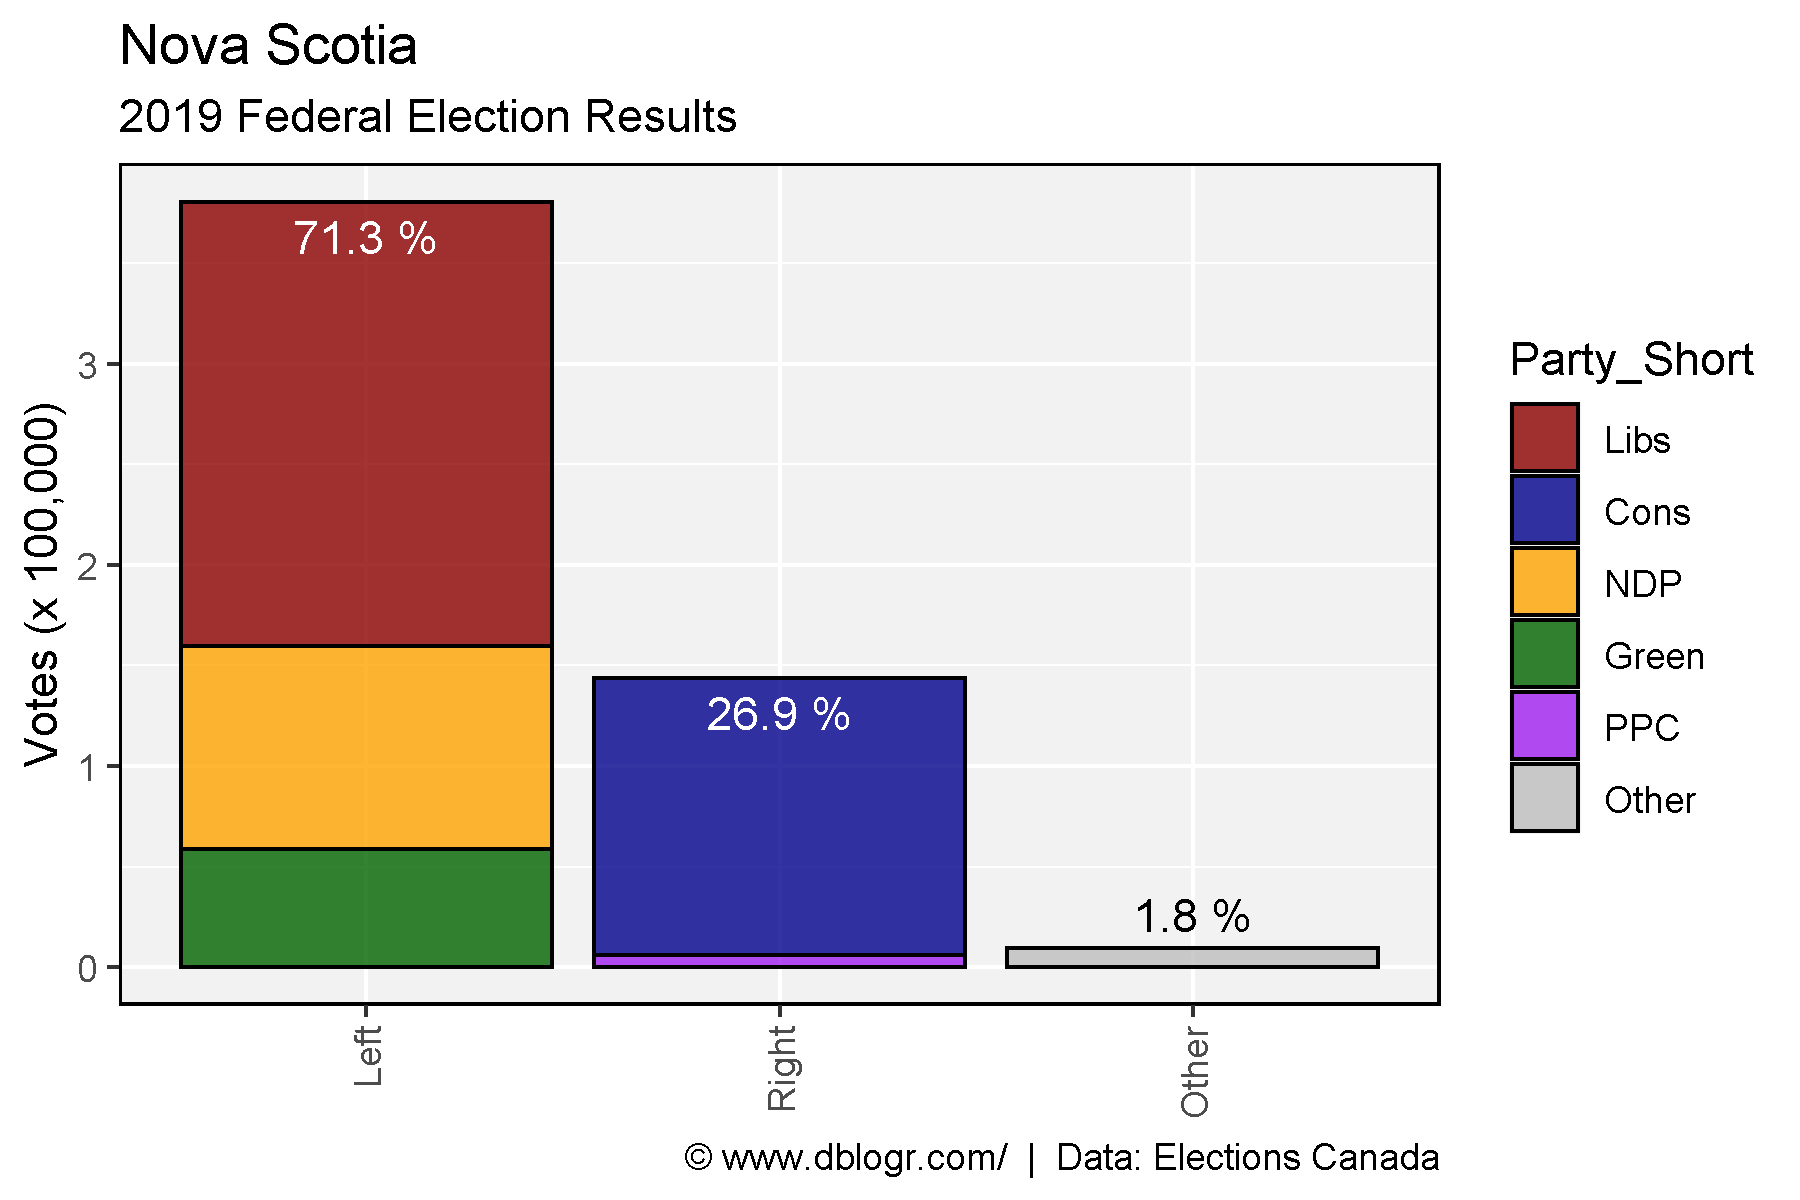 Nova Scotia
2019 Federal Election Results
Votes (x 100,000)
3
2
1
0
71.3 %
26.9 %
1.8 %
Left
Right
Other
Party_Short
Libs
Cons
NDP
Green
PPC
Other
© www.dblogr.com/ | Data: Elections Canada